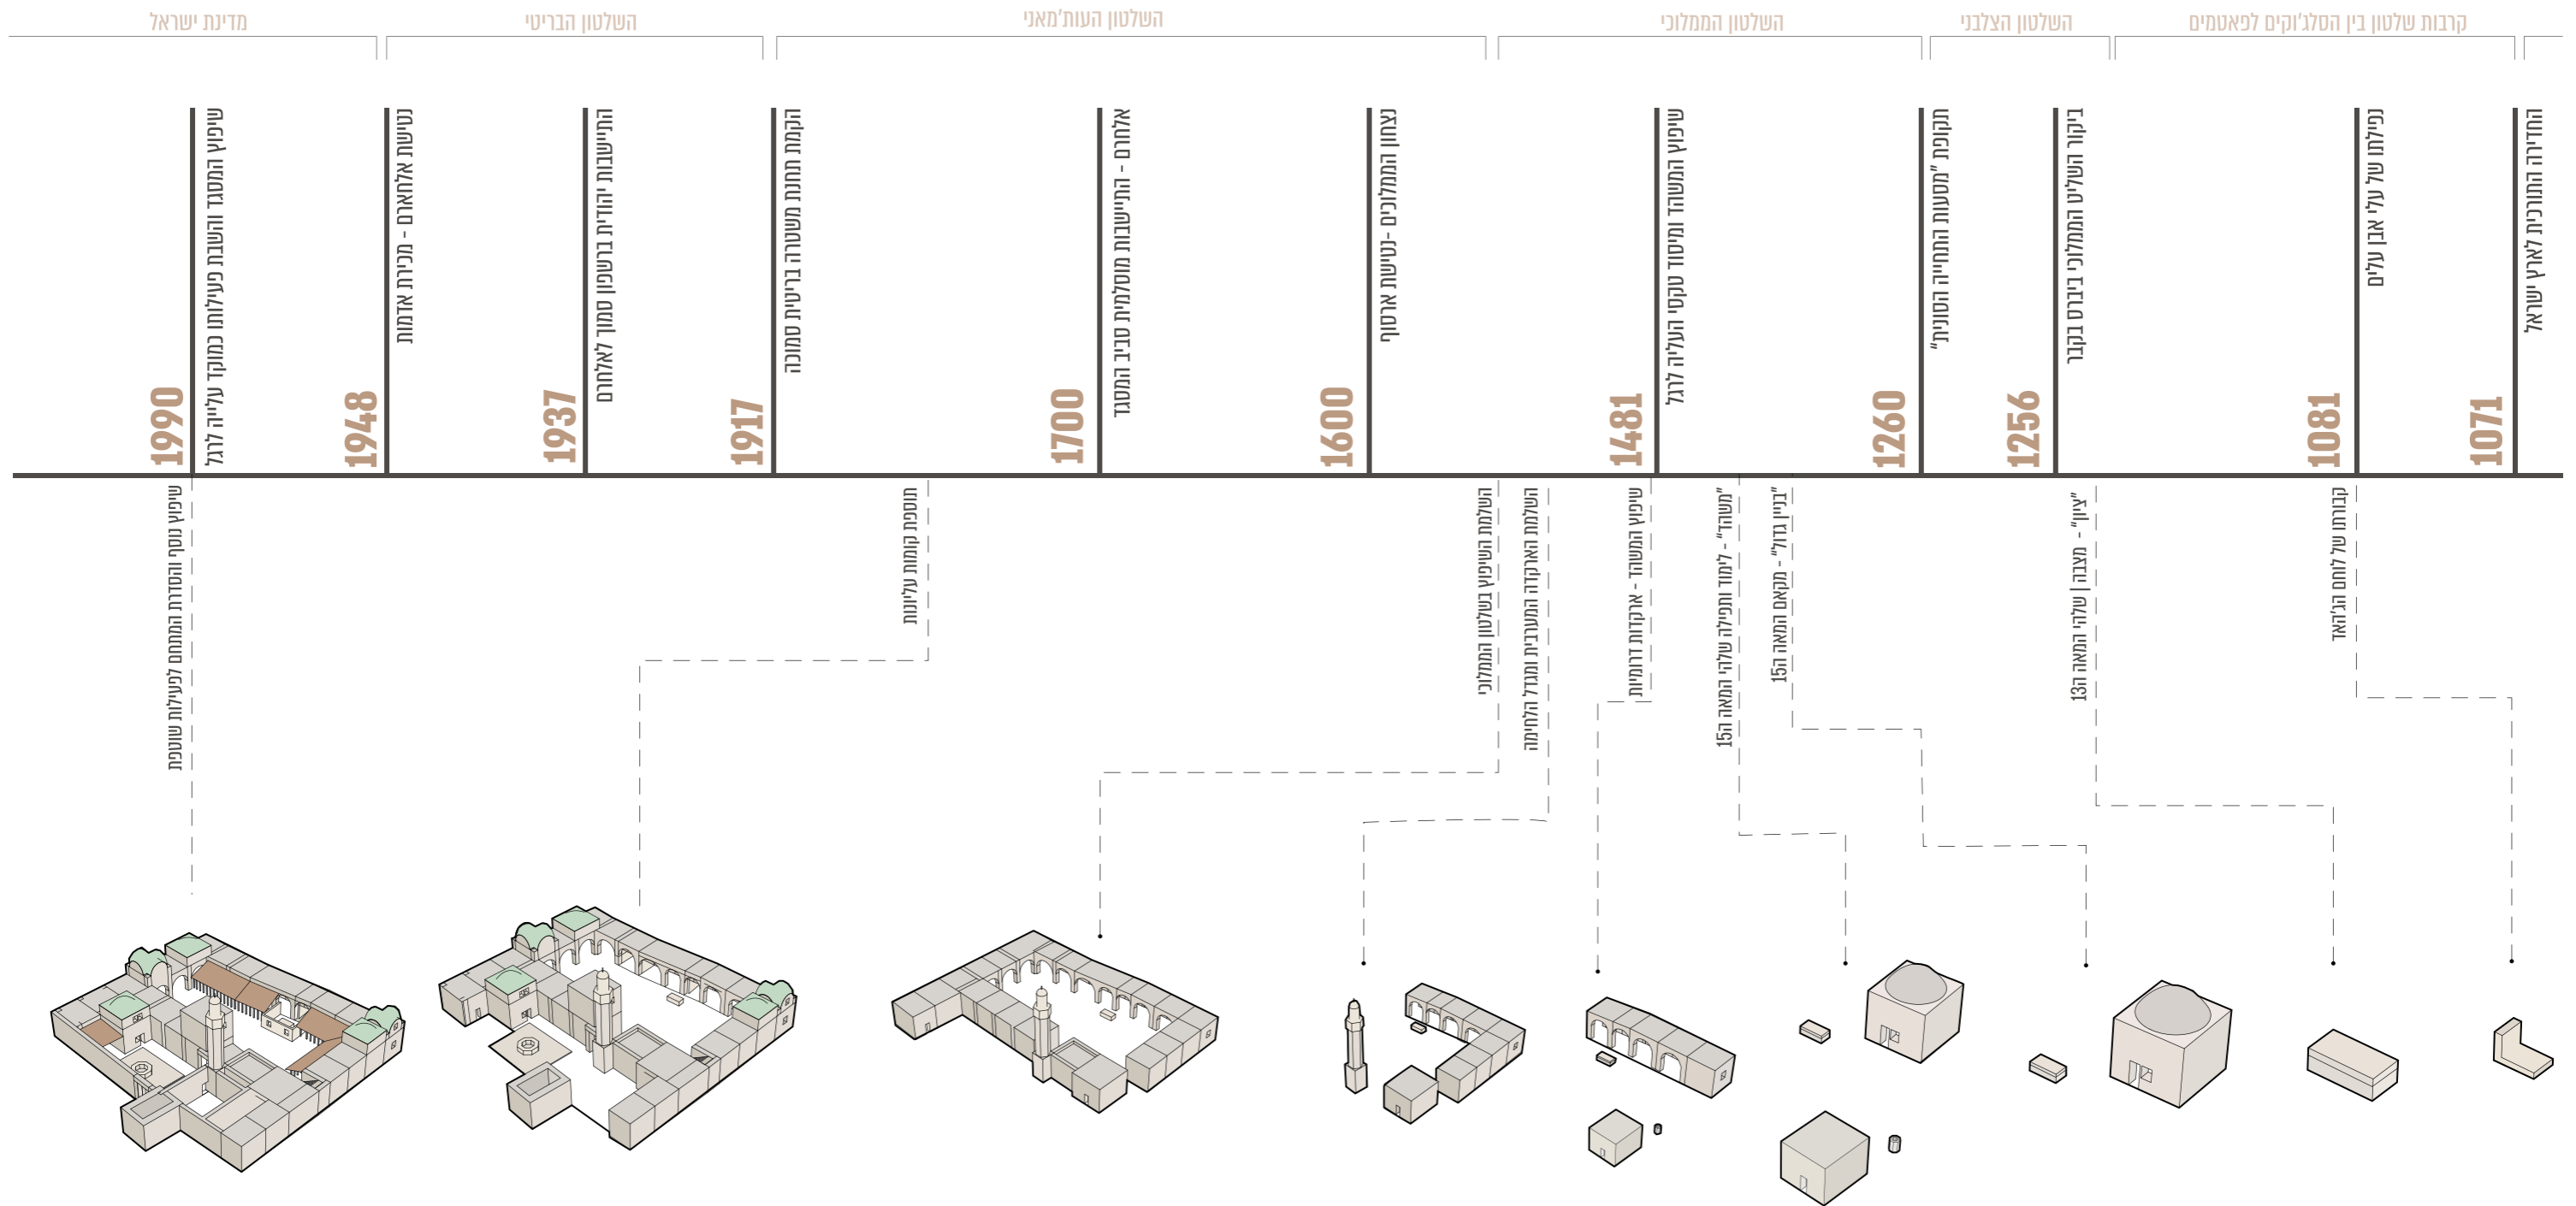 קרבות שלטון בין הסלג'וקים לפאטמים
השלטון הצלבני
השלטון הממלוכי
השלטון העות'מאני
השלטון הבריטי
מדינת ישראל
החדירה התורכית לארץ ישראל
1071
נפילתו של עלי אבן עלים
1081
ביקור השליט הממלוכי ביברס בקבר
1256
תקופת "מסעות התחייה הסונית"
1260
שיפוץ המשהד ומיסוד טקסי העליה לרגל
1481
נצחון הממלוכים - נטישת ארסוף
1600
אלחרם - התיישבות מוסלמית סביב המסגד
1700
הקמת תחנת משטרה בריטית סמוכה
1917
התיישבות יהודית ברשפון סמוך לאלחרם
1937
נטישת אלחארם - מכירת אדמות
1948
שיפוץ המסגד והשבת פעילותו כמוקד עלייה לרגל
1990
קבורתו של לוחם הג'האד
"ציון" - מצבה | שלהי המאה ה13
"בניין גדול" - מקאם המאה ה15
"משהד" - לימוד ותפילה שלהי המאה ה15
שיפוץ המשהד - ארקדות דרומיות
השלמת הארקדה המערבית ומגדל הלחימה
השלמת השיפוץ בשלטון הממלוכי
תוספת קומות עליונות
שיפוץ נוסף והסדרת המתחם לפעילות שוטפת